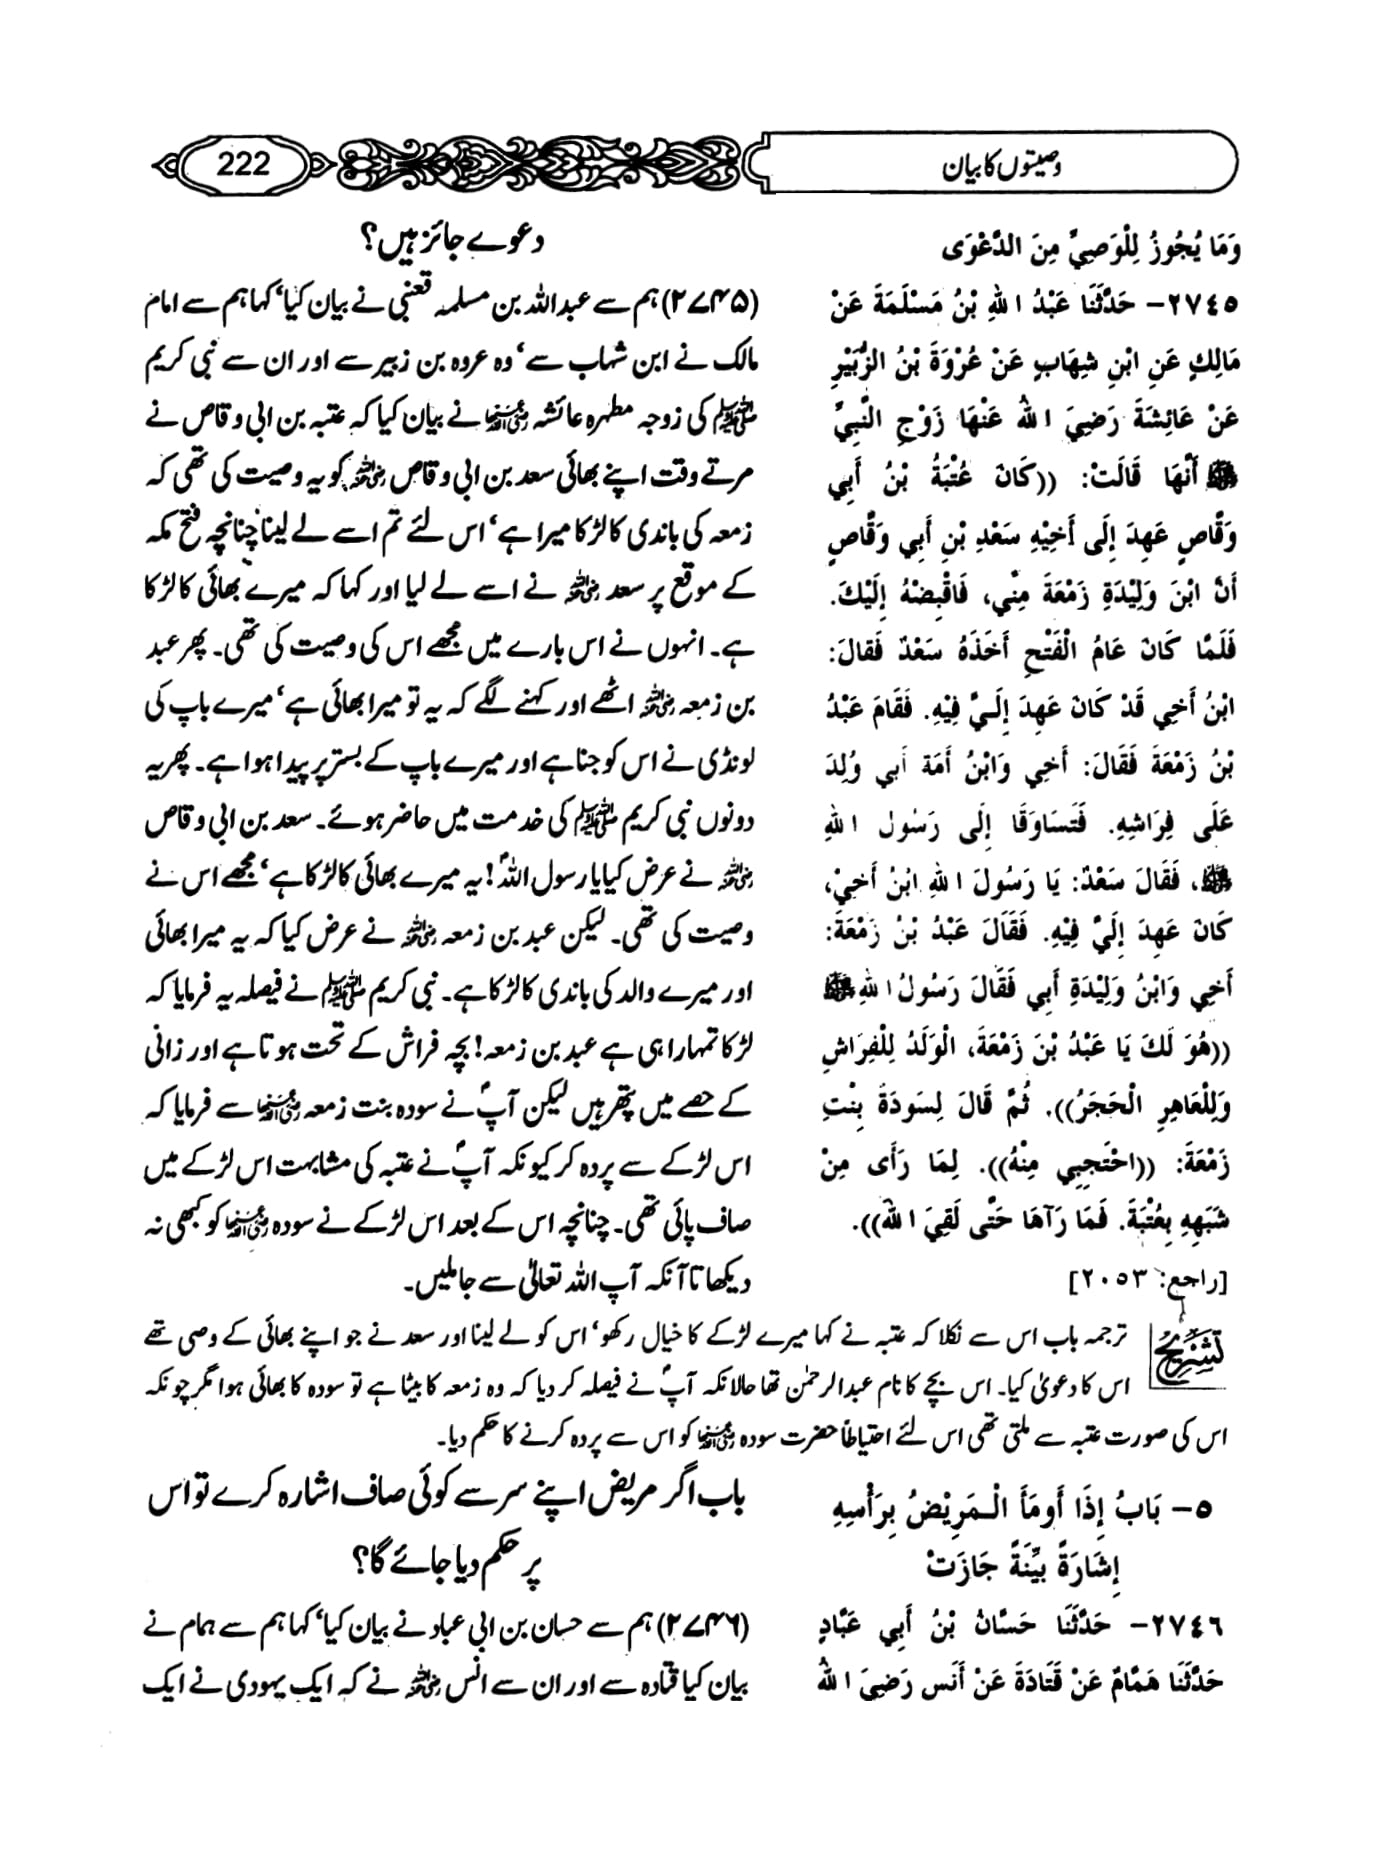 وصیتوں کا بیان
222
وَمَا يُجُوزُ لِلْوَصِيِّ مِنَ الدَّعْوَى
٢٧٤٥- حَدَّثَنَا عَبْدُ اللهِ بْنُ مَسْلَمَةَ عَنْ
مَالِكٍ عَنِ ابْنِ شِهَابٍ عَنْ عُرْوَةَ بْنُ الزُّبَيْرِ
عَنْ عَائِشَةَ رَضِيَ اللهُ عَنْهَا زَوْجِ النَّبِيِّ
ﷺ أَنَّهَا قَالَتْ: ((كَانَ عُتْبَةُ بْنُ أَبِي
وَقَّاصٍ عَهِدَ إِلَى أَخِيْهِ سَعْدِ بْنِ أَبِي وَقَّاصٍ
أَنَّ ابْنَ وَلِيْدَةِ زَمْعَةَ مِنِّي، فَاقْبِضْهُ إِلَيْكَ.
فَلَمَّا كَانَ عَامُ الْفَتْحِ أَخَذَهُ سَعْدٌ فَقَالَ:
ابْنُ أَخِي قَدْ كَانَ عَهِدَ إِلَيَّ فِيْهِ. فَقَامَ عَبْدُ
بْنُ زَمْعَةَ فَقَالَ: أَخِي وَابْنُ أَمَةِ أَبِي وُلِدَ
عَلَى فِرَاشِهِ. فَتَسَاوَقَا إِلَى رَسُولِ اللهِ
ﷺ، فَقَالَ سَعْدٌ: يَا رَسُولَ اللهِ ابْنُ أَخِيْ،
كَانَ عَهِدَ إِلَيَّ فِيْهِ. فَقَالَ عَبْدُ بْنُ زَمْعَةَ:
أَخِي وَابْنُ وَلِيْدَةِ أَبِي فَقَالَ رَسُولُ اللهِ ﷺ
((هُوَ لَكَ يَا عَبْدُ بْنَ زَمْعَةَ، الْوَلَدُ لِلْفِرَاشِ
وَلِلْعَاهِرِ الْحَجَرُ)). ثُمَّ قَالَ لِسَودَةَ بِنْتِ
زَمْعَةَ: ((احْتَجِبِي مِنْهُ)). لِمَا رَأَى مِنْ
شَبَهِهِ بِعُتْبَةَ. فَمَا رَآهَا حَتَّى لَقِيَ اللهَ)).
[راجع: ٢٠٥٣]
دعوے جائز ہیں؟
(۲۷۴۵) ہم سے عبداللہ بن مسلمہ قعنبی نے بیان کیا‘ کہا ہم سے امام
مالک نے ابن شہاب سے‘ وہ عروہ بن زبیر سے اور ان سے نبی کریم
ﷺ کی زوجہ مطہرہ عائشہ رضی اللہ عنہا نے بیان کیا کہ عتبہ بن ابی وقاص نے
مرتے وقت اپنے بھائی سعد بن ابی وقاص رضی اللہ عنہ کو یہ وصیت کی تھی کہ
زمعہ کی باندی کا لڑکا میرا ہے‘ اس لئے تم اسے لے لینا چنانچہ فتح مکہ
کے موقع پر سعد رضی اللہ عنہ نے اسے لے لیا اور کہا کہ میرے بھائی کا لڑکا
ہے۔ انہوں نے اس بارے میں مجھے اس کی وصیت کی تھی۔ پھر عبد
بن زمعہ رضی اللہ عنہ اٹھے اور کہنے لگے کہ یہ تو میرا بھائی ہے‘ میرے باپ کی
لونڈی نے اس کو جنا ہے اور میرے باپ کے بستر پر پیدا ہوا ہے۔ پھر یہ
دونوں نبی کریم ﷺ کی خدمت میں حاضر ہوئے۔ سعد بن ابی وقاص
رضی اللہ عنہ نے عرض کیا یا رسول اللہؐ! یہ میرے بھائی کا لڑکا ہے‘ مجھے اس نے
وصیت کی تھی۔ لیکن عبد بن زمعہ رضی اللہ عنہ نے عرض کیا کہ یہ میرا بھائی
اور میرے والد کی باندی کا لڑکا ہے۔ نبی کریم ﷺ نے فیصلہ یہ فرمایا کہ
لڑکا تمہارا ہی ہے عبد بن زمعہ! بچہ فراش کے تحت ہوتا ہے اور زانی
کے حصے میں پتھر ہیں لیکن آپؐ نے سودہ بنت زمعہ رضی اللہ عنہا سے فرمایا کہ
اس لڑکے سے پردہ کر کیونکہ آپؐ نے عتبہ کی مشابہت اس لڑکے میں
صاف پائی تھی۔ چنانچہ اس کے بعد اس لڑکے نے سودہ رضی اللہ عنہا کو کبھی نہ
دیکھا تا آنکہ آپ اللہ تعالیٰ سے جا ملیں۔
تشریح
ترجمہ باب اس سے نکلا کہ عتبہ نے کہا میرے لڑکے کا خیال رکھو‘ اس کو لے لینا اور سعد نے جو اپنے بھائی کے وصی تھے
اس کا دعویٰ کیا۔ اس بچے کا نام عبدالرحمٰن تھا حالانکہ آپؐ نے فیصلہ کر دیا کہ وہ زمعہ کا بیٹا ہے تو سودہ کا بھائی ہوا مگر چونکہ
اس کی صورت عتبہ سے ملتی تھی اس لئے احتیاطاً حضرت سودہ رضی اللہ عنہا کو اس سے پردہ کرنے کا حکم دیا۔
٥- بَابُ إِذَا أَومَأَ الْـمَرِيْضُ بِرَأْسِهِ
إِشَارَةً بيِّنَةً جَازَتْ
٢٧٤٦- حَدَّثَنَا حَسَّانُ بْنُ أَبِي عَبَّادٍ
حَدَّثَنَا هَمَّامٌ عَنْ قَتَادَةَ عَنْ أَنَسٍ رَضِيَ اللهُ
باب اگر مریض اپنے سر سے کوئی صاف اشارہ کرے تو اس
پر حکم دیا جائے گا؟
(۲۷۴۶) ہم سے حسان بن ابی عباد نے بیان کیا‘ کہا ہم سے ہمام نے
بیان کیا قتادہ سے اور ان سے انس رضی اللہ عنہ نے کہ ایک یہودی نے ایک